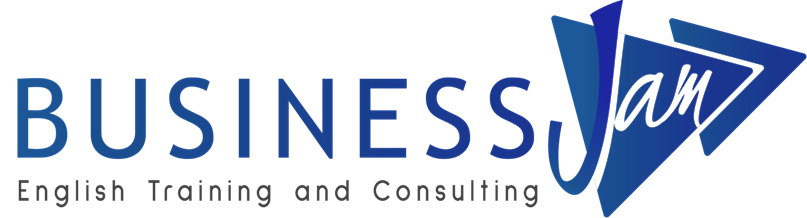 BUSINESS Jam
English Training and Consulting